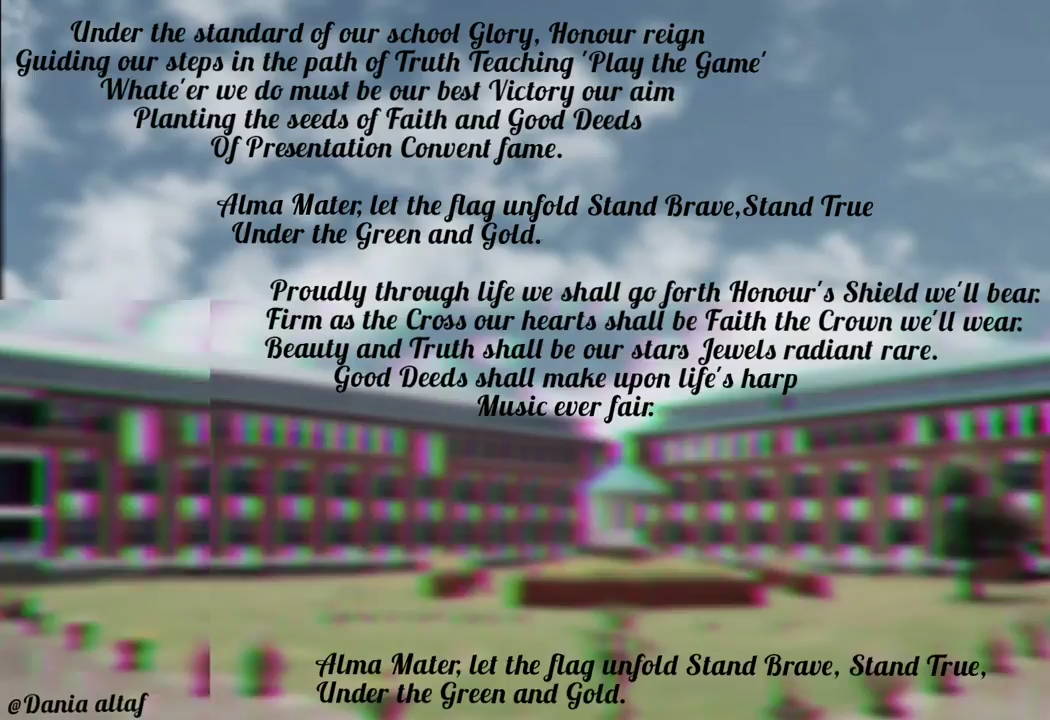 Under the standard of our school Glory, Honour reign
Guiding our steps in the path of Truth Teaching 'Play the Game'
Whate'er we do must be our best Victory our aim
Planting the seeds of Faith and Good Deeds
Of Presentation Convent fame.
Alma Mater, let the flag unfold Stand Brave,Stand True
Under the Green and Gold.
Proudly through life we shall go forth Honour's Shield we'll bear.
Firm as the Cross our hearts shall be Faith the Crown we'll wear.
Beauty and Truth shall be our stars Jewels radiant rare.
Good Deeds shall make upon life's harp
Music ever fair.
Alma Mater, let the flag unfold Stand Brave, Stand True,
Under the Green and Gold.
@Dania altaf